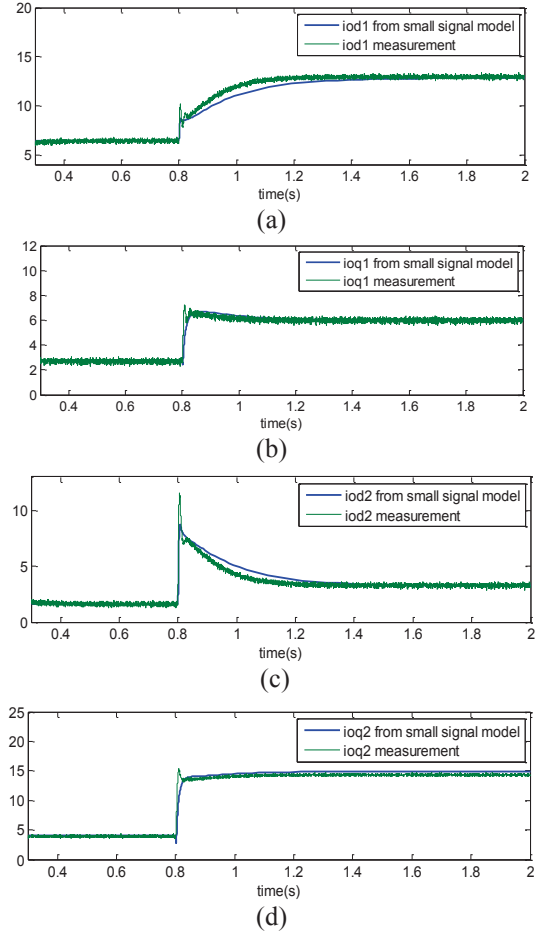 20
iod1 from small signal model
iod1 measurement
15
10
5
0.4 0.6 0.8 1 1.2 1.4 1.6 1.8 2
time(s)
(a)
12
ioq1 from small signal model
ioq1 measurement
10
8
6
4
2
0
0.4 0.6 0.8 1 1.2 1.4 1.6 1.8 2
time(s)
(b)
iod2 from small signal model
iod2 measurement
10
5
0
0.4 0.6 0.8 1 1.2 1.4 1.6 1.8 2
time(s)
(c)
25
ioq2 from small signal model
ioq2 measurement
20
15
10
5
0
0.4 0.6 0.8 1 1.2 1.4 1.6 1.8 2
time(s)
(d)